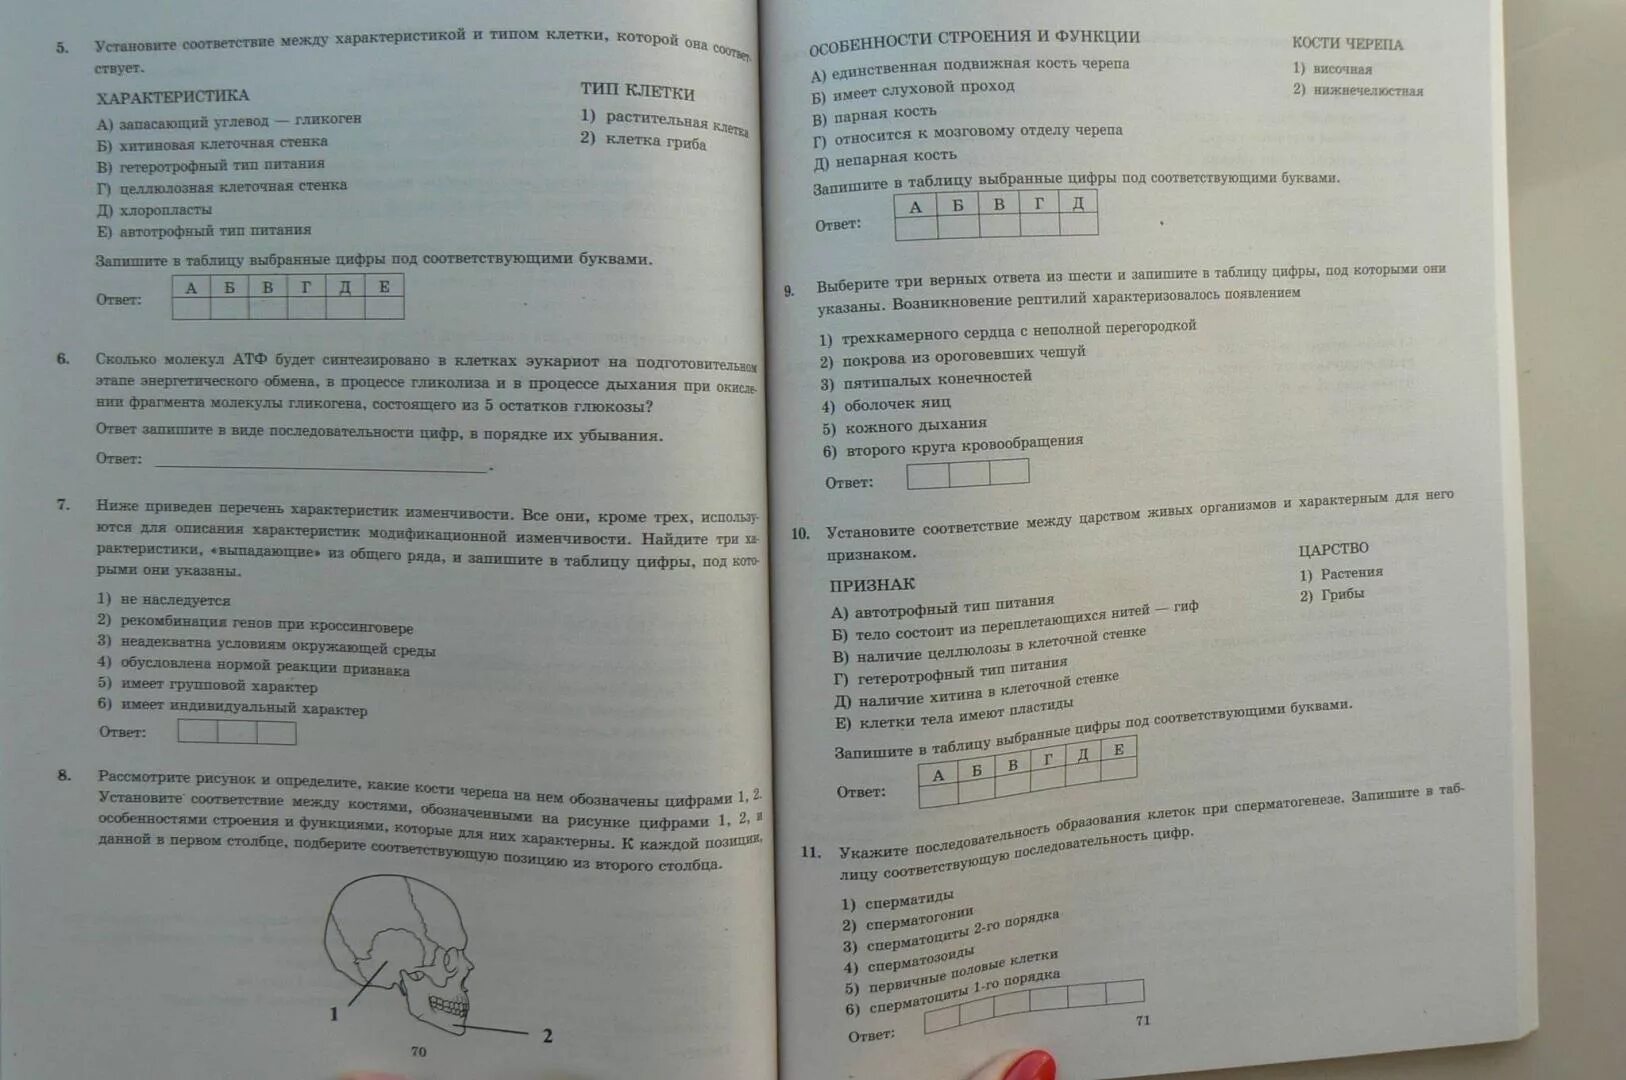 5. Установите соответствие между характеристикой и типом клетки, которой она соответ-
ствует.
ХАРАКТЕРИСТИКА
ТИП КЛЕТКИ
А) запасающий углевод — гликоген
1) растительная клетка
Б) хитиновая клеточная стенка
2) клетка гриба
В) гетеротрофный тип питания
Г) целлюлозная клеточная стенка
Д) хлоропласты
Е) автотрофный тип питания
Запишите в таблицу выбранные цифры под соответствующими буквами.
Ответ:
А Б В Г Д Е
6. Сколько молекул АТФ будет синтезировано в клетках эукариот на подготовительном
этапе энергетического обмена, в процессе гликолиза и в процессе дыхания при окисле-
нии фрагмента молекулы гликогена, состоящего из 5 остатков глюкозы?
Ответ запишите в виде последовательности цифр, в порядке их убывания.
Ответ:
7. Ниже приведен перечень характеристик изменчивости. Все они, кроме трех, использу-
ются для описания характеристик модификационной изменчивости. Найдите три ха-
рактеристики, «выпадающие» из общего ряда, и запишите в таблицу цифры, под кото-
рыми они указаны.
1) не наследуется
2) рекомбинация генов при кроссинговере
3) неадекватна условиям окружающей среды
4) обусловлена нормой реакции признака
5) имеет групповой характер
6) имеет индивидуальный характер
Ответ:
8. Рассмотрите рисунок и определите, какие кости черепа на нем обозначены цифрами 1, 2.
Установите соответствие между костями, обозначенными на рисунке цифрами 1, 2, и
особенностями строения и функциями, которые для них характерны. К каждой позиции,
данной в первом столбце, подберите соответствующую позицию из второго столбца.
1
2
70
ОСОБЕННОСТИ СТРОЕНИЯ И ФУНКЦИИ
КОСТИ ЧЕРЕПА
А) единственная подвижная кость черепа
1) височная
Б) имеет слуховой проход
2) нижнечелюстная
В) парная кость
Г) относится к мозговому отделу черепа
Д) непарная кость
Запишите в таблицу выбранные цифры под соответствующими буквами.
Ответ:
А Б В Г Д
9. Выберите три верных ответа из шести и запишите в таблицу цифры, под которыми они
указаны. Возникновение рептилий характеризовалось появлением
1) трехкамерного сердца с неполной перегородкой
2) покрова из ороговевших чешуй
3) пятипалых конечностей
4) оболочек яиц
5) кожного дыхания
6) второго круга кровообращения
Ответ:
10. Установите соответствие между царством живых организмов и характерным для него
признаком.
ПРИЗНАК
ЦАРСТВО
А) автотрофный тип питания
1) Растения
Б) тело состоит из переплетающихся нитей — гиф
2) Грибы
В) наличие целлюлозы в клеточной стенке
Г) гетеротрофный тип питания
Д) наличие хитина в клеточной стенке
Е) клетки тела имеют пластиды
Запишите в таблицу выбранные цифры под соответствующими буквами.
Ответ:
А Б В Г Д Е
11. Укажите последовательность образования клеток при сперматогенезе. Запишите в таб-
лицу соответствующую последовательность цифр.
1) сперматиды
2) сперматогонии
3) сперматоциты 2-го порядка
4) сперматозоиды
5) первичные половые клетки
6) сперматоциты 1-го порядка
Ответ:
71